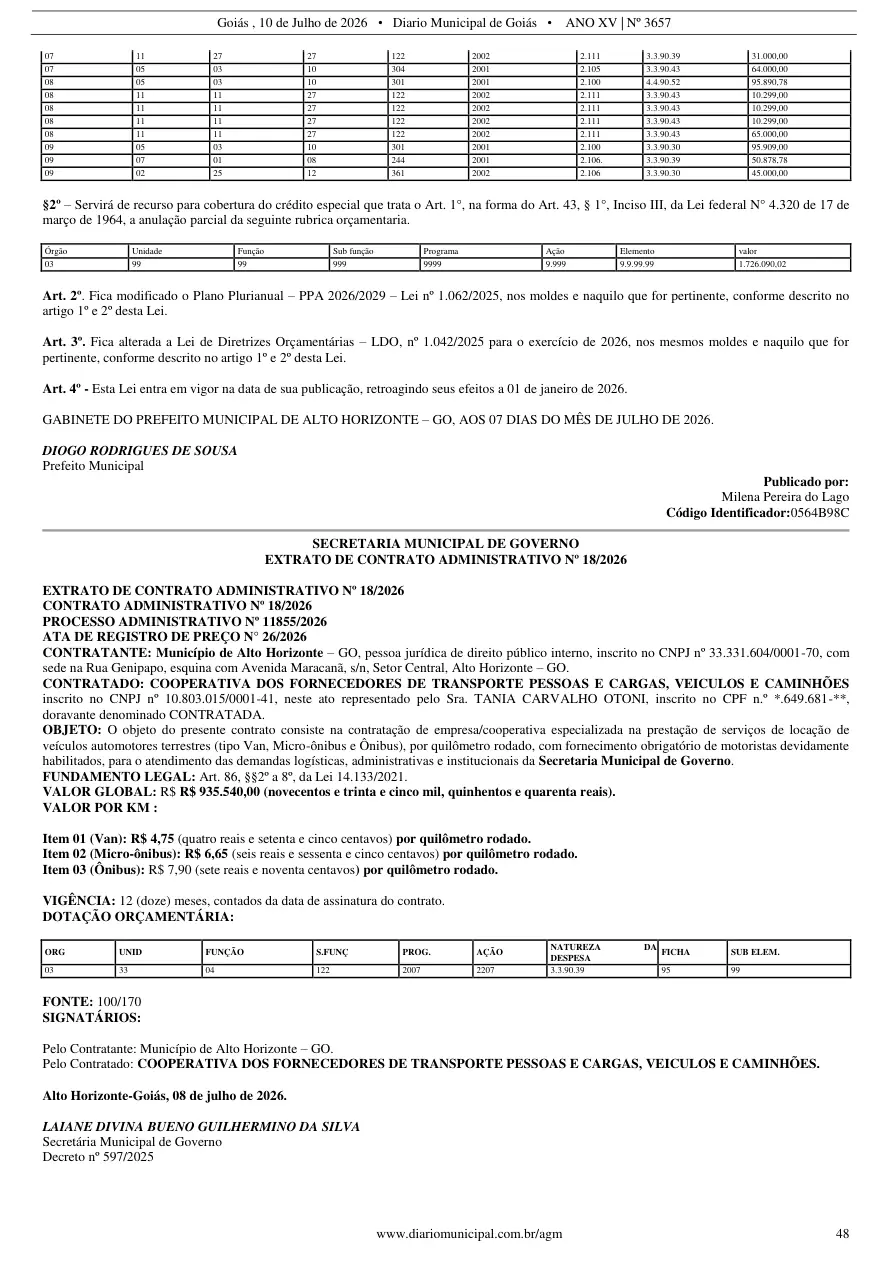 Goiás , 10 de Julho de 2026 • Diario Municipal de Goiás • ANO XV | Nº 3657
07 11 27 27 122 2002 2.111 3.3.90.39 31.000,00
07 05 03 10 304 2001 2.105 3.3.90.43 64.000,00
08 05 03 10 301 2001 2.100 4.4.90.52 95.890,78
08 11 11 27 122 2002 2.111 3.3.90.43 10.299,00
08 11 11 27 122 2002 2.111 3.3.90.43 10.299,00
08 11 11 27 122 2002 2.111 3.3.90.43 10.299,00
08 11 11 27 122 2002 2.111 3.3.90.43 65.000,00
09 05 03 10 301 2001 2.100 3.3.90.30 95.909,00
09 07 01 08 244 2001 2.106. 3.3.90.39 50.878,78
09 02 25 12 361 2002 2.106 3.3.90.30 45.000,00
§2º – Servirá de recurso para cobertura do crédito especial que trata o Art. 1°, na forma do Art. 43, § 1°, Inciso III, da Lei federal N° 4.320 de 17 de
março de 1964, a anulação parcial da seguinte rubrica orçamentaria.
Órgão Unidade Função Sub função Programa Ação Elemento valor
03 99 99 999 9999 9.999 9.9.99.99 1.726.090,02
Art. 2º. Fica modificado o Plano Plurianual – PPA 2026/2029 – Lei nº 1.062/2025, nos moldes e naquilo que for pertinente, conforme descrito no
artigo 1º e 2º desta Lei.
Art. 3º. Fica alterada a Lei de Diretrizes Orçamentárias – LDO, nº 1.042/2025 para o exercício de 2026, nos mesmos moldes e naquilo que for
pertinente, conforme descrito no artigo 1º e 2º desta Lei.
Art. 4º - Esta Lei entra em vigor na data de sua publicação, retroagindo seus efeitos a 01 de janeiro de 2026.
GABINETE DO PREFEITO MUNICIPAL DE ALTO HORIZONTE – GO, AOS 07 DIAS DO MÊS DE JULHO DE 2026.
DIOGO RODRIGUES DE SOUSA
Prefeito Municipal
Publicado por:
Milena Pereira do Lago
Código Identificador:0564B98C
SECRETARIA MUNICIPAL DE GOVERNO
EXTRATO DE CONTRATO ADMINISTRATIVO Nº 18/2026
EXTRATO DE CONTRATO ADMINISTRATIVO Nº 18/2026
CONTRATO ADMINISTRATIVO Nº 18/2026
PROCESSO ADMINISTRATIVO Nº 11855/2026
ATA DE REGISTRO DE PREÇO N° 26/2026
CONTRATANTE: Município de Alto Horizonte – GO, pessoa jurídica de direito público interno, inscrito no CNPJ nº 33.331.604/0001-70, com
sede na Rua Genipapo, esquina com Avenida Maracanã, s/n, Setor Central, Alto Horizonte – GO.
CONTRATADO: COOPERATIVA DOS FORNECEDORES DE TRANSPORTE PESSOAS E CARGAS, VEICULOS E CAMINHÕES
inscrito no CNPJ nº 10.803.015/0001-41, neste ato representado pelo Sra. TANIA CARVALHO OTONI, inscrito no CPF n.º *.649.681-**,
doravante denominado CONTRATADA.
OBJETO: O objeto do presente contrato consiste na contratação de empresa/cooperativa especializada na prestação de serviços de locação de
veículos automotores terrestres (tipo Van, Micro-ônibus e Ônibus), por quilômetro rodado, com fornecimento obrigatório de motoristas devidamente
habilitados, para o atendimento das demandas logísticas, administrativas e institucionais da Secretaria Municipal de Governo.
FUNDAMENTO LEGAL: Art. 86, §§2º a 8º, da Lei 14.133/2021.
VALOR GLOBAL: R$ R$ 935.540,00 (novecentos e trinta e cinco mil, quinhentos e quarenta reais).
VALOR POR KM :
Item 01 (Van): R$ 4,75 (quatro reais e setenta e cinco centavos) por quilômetro rodado.
Item 02 (Micro-ônibus): R$ 6,65 (seis reais e sessenta e cinco centavos) por quilômetro rodado.
Item 03 (Ônibus): R$ 7,90 (sete reais e noventa centavos) por quilômetro rodado.
VIGÊNCIA: 12 (doze) meses, contados da data de assinatura do contrato.
DOTAÇÃO ORÇAMENTÁRIA:
ORG UNID FUNÇÃO S.FUNÇ PROG. AÇÃO NATUREZA DA DESPESA FICHA SUB ELEM.
03 33 04 122 2007 2207 3.3.90.39 95 99
FONTE: 100/170
SIGNATÁRIOS:
Pelo Contratante: Município de Alto Horizonte – GO.
Pelo Contratado: COOPERATIVA DOS FORNECEDORES DE TRANSPORTE PESSOAS E CARGAS, VEICULOS E CAMINHÕES.
Alto Horizonte-Goiás, 08 de julho de 2026.
LAIANE DIVINA BUENO GUILHERMINO DA SILVA
Secretária Municipal de Governo
Decreto nº 597/2025
www.diariomunicipal.com.br/agm 48